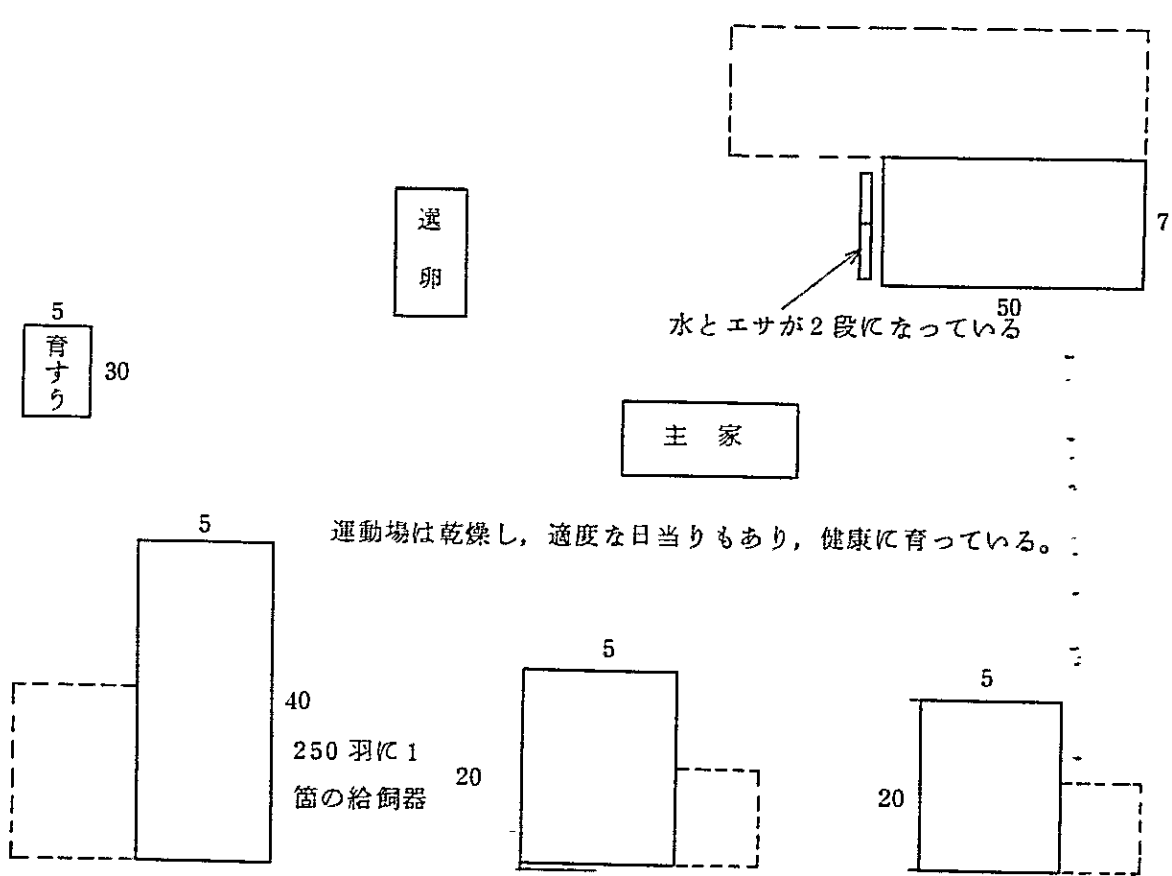 選
卵
7
50
水とエサが2段になっている
5
育すう
30
主 家
運動場は乾燥し，適度な日当りもあり，健康に育っている。
5
40
250 羽に 1
箇の給飼器
5
20
5
20